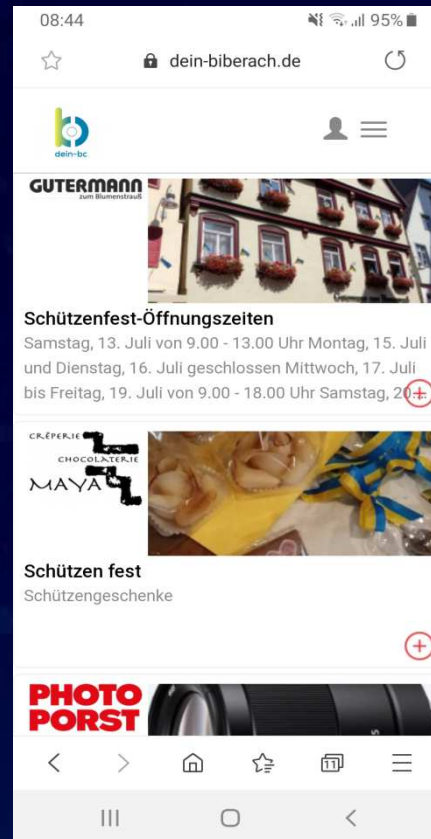 08:44
95%
dein-biberach.de
dein-bc
GUTERMANN
zum Blumenstrauß
Schützenfest-Öffnungszeiten
Samstag, 13. Juli von 9.00 - 13.00 Uhr Montag, 15. Juli
und Dienstag, 16. Juli geschlossen Mittwoch, 17. Juli
bis Freitag, 19. Juli von 9.00 - 18.00 Uhr Samstag, 20...
CRÊPERIE
CHOCOLATERIE
MAYA
Schützen fest
Schützengeschenke
PHOTO
PORST
11